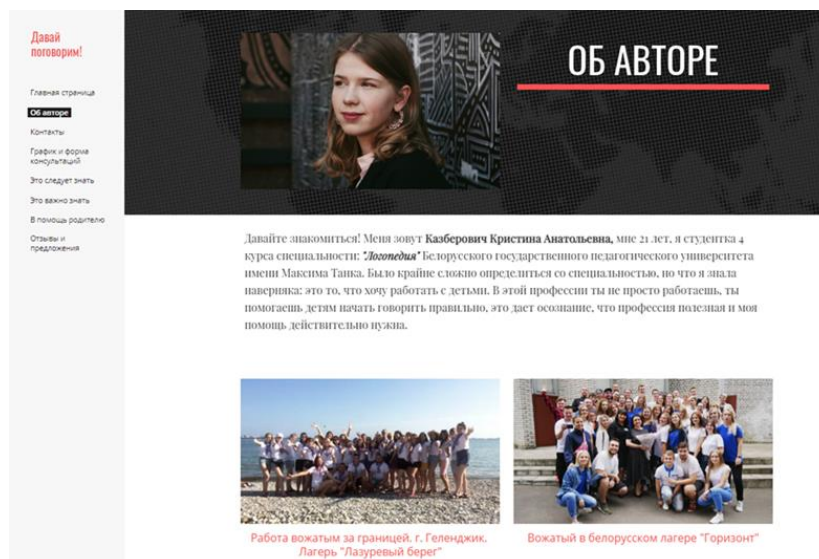 Давай
поговорим!
Главная страница
Об авторе
Контакты
График и форма
консультаций
Это следует знать
Это важно знать
В помощь родителю
Отзывы и
предложения
ОБ АВТОРЕ
Давайте знакомиться! Меня зовут Казберович Кристина Анатольевна, мне 21 лет, я студентка 4
курса специальности: "Логопедия" Белорусского государственного педагогического университета
имени Максима Танка. Было крайне сложно определиться со специальностью, но что я знала
наверняка: это то, что хочу работать с детьми. В этой профессии ты не просто работаешь, ты
помогаешь детям начать говорить правильно, это дает осознание, что профессия полезная и моя
помощь действительно нужна.
Работа вожатым за границей. г. Геленджик.
Лагерь "Лазуревый берег"
Вожатый в белорусском лагере "Горизонт"